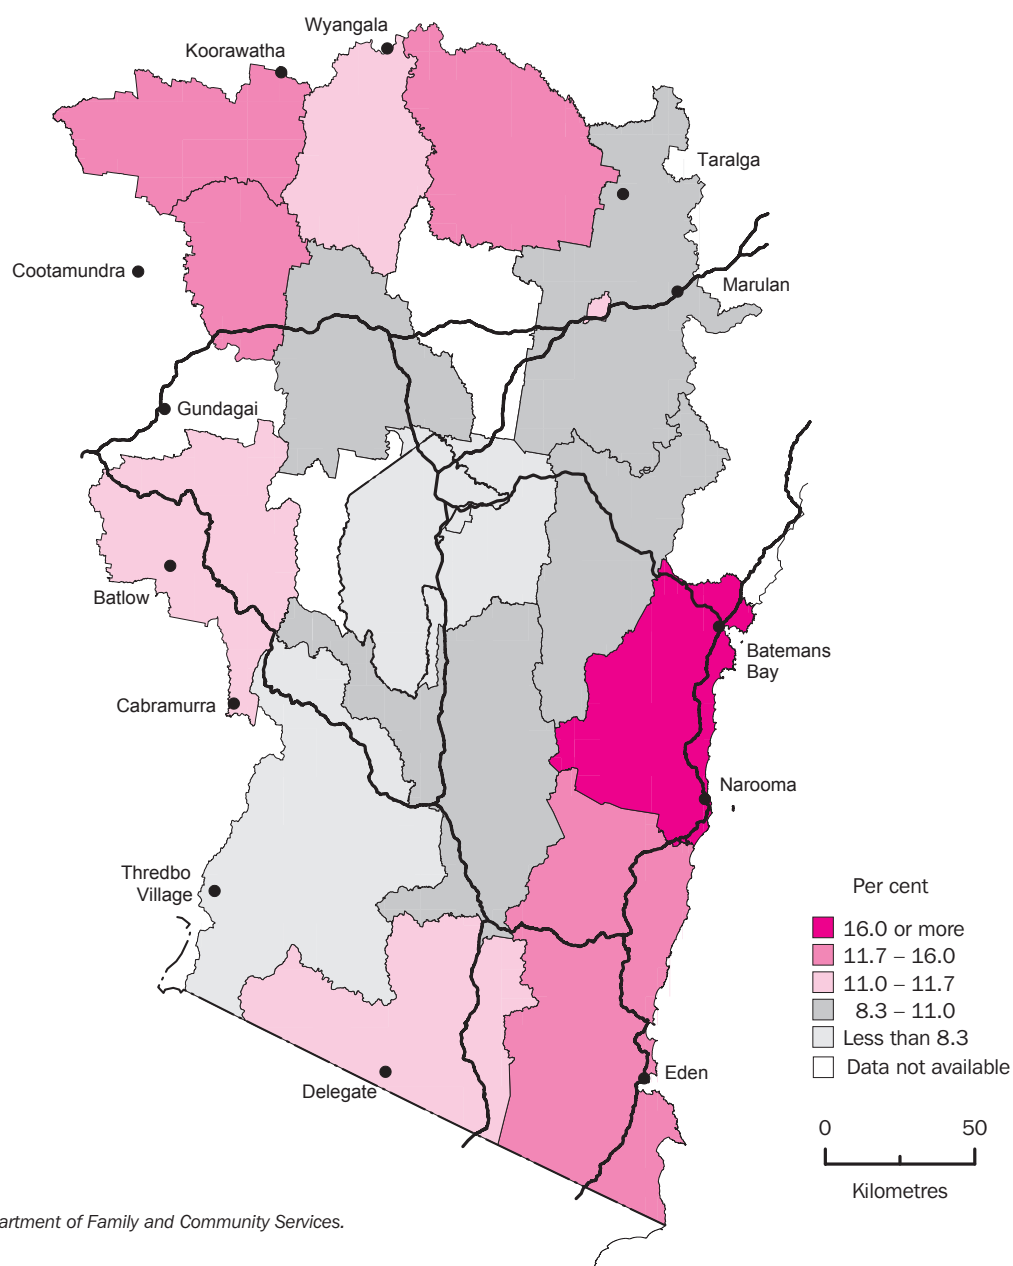 Wyangala
Koorawatha
Taralga
Cootamundra
Marulan
Gundagai
Batlow
Batemans
Bay
Cabramurra
Narooma
Thredbo
Village
Per cent
16.0 or more
11.7 – 16.0
11.0 – 11.7
8.3 – 11.0
Less than 8.3
Data not available
Eden
Delegate
0 50
Kilometres
artment of Family and Community Services.